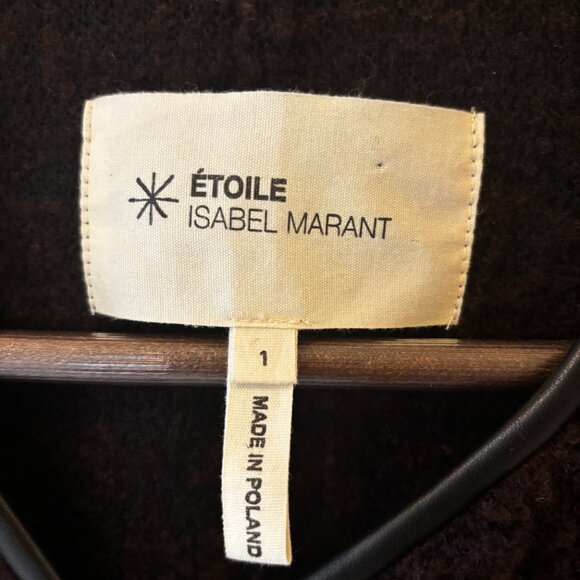 ÉTOILE
ISABEL MARANT
1
MADE IN POLAND